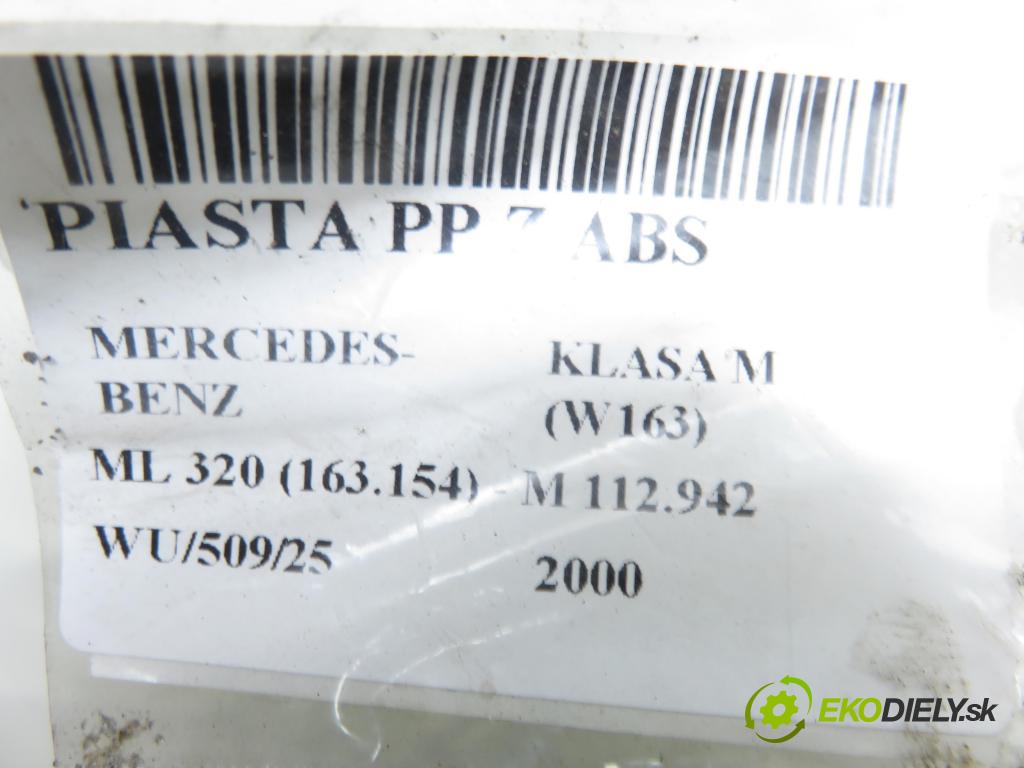 PIASTA PP Z ABS
MERCEDES- KLASA M
BENZ (W163)
ML 320 (163.154) - M 112.942
WU/509/25 2000
EKODIELY.sk